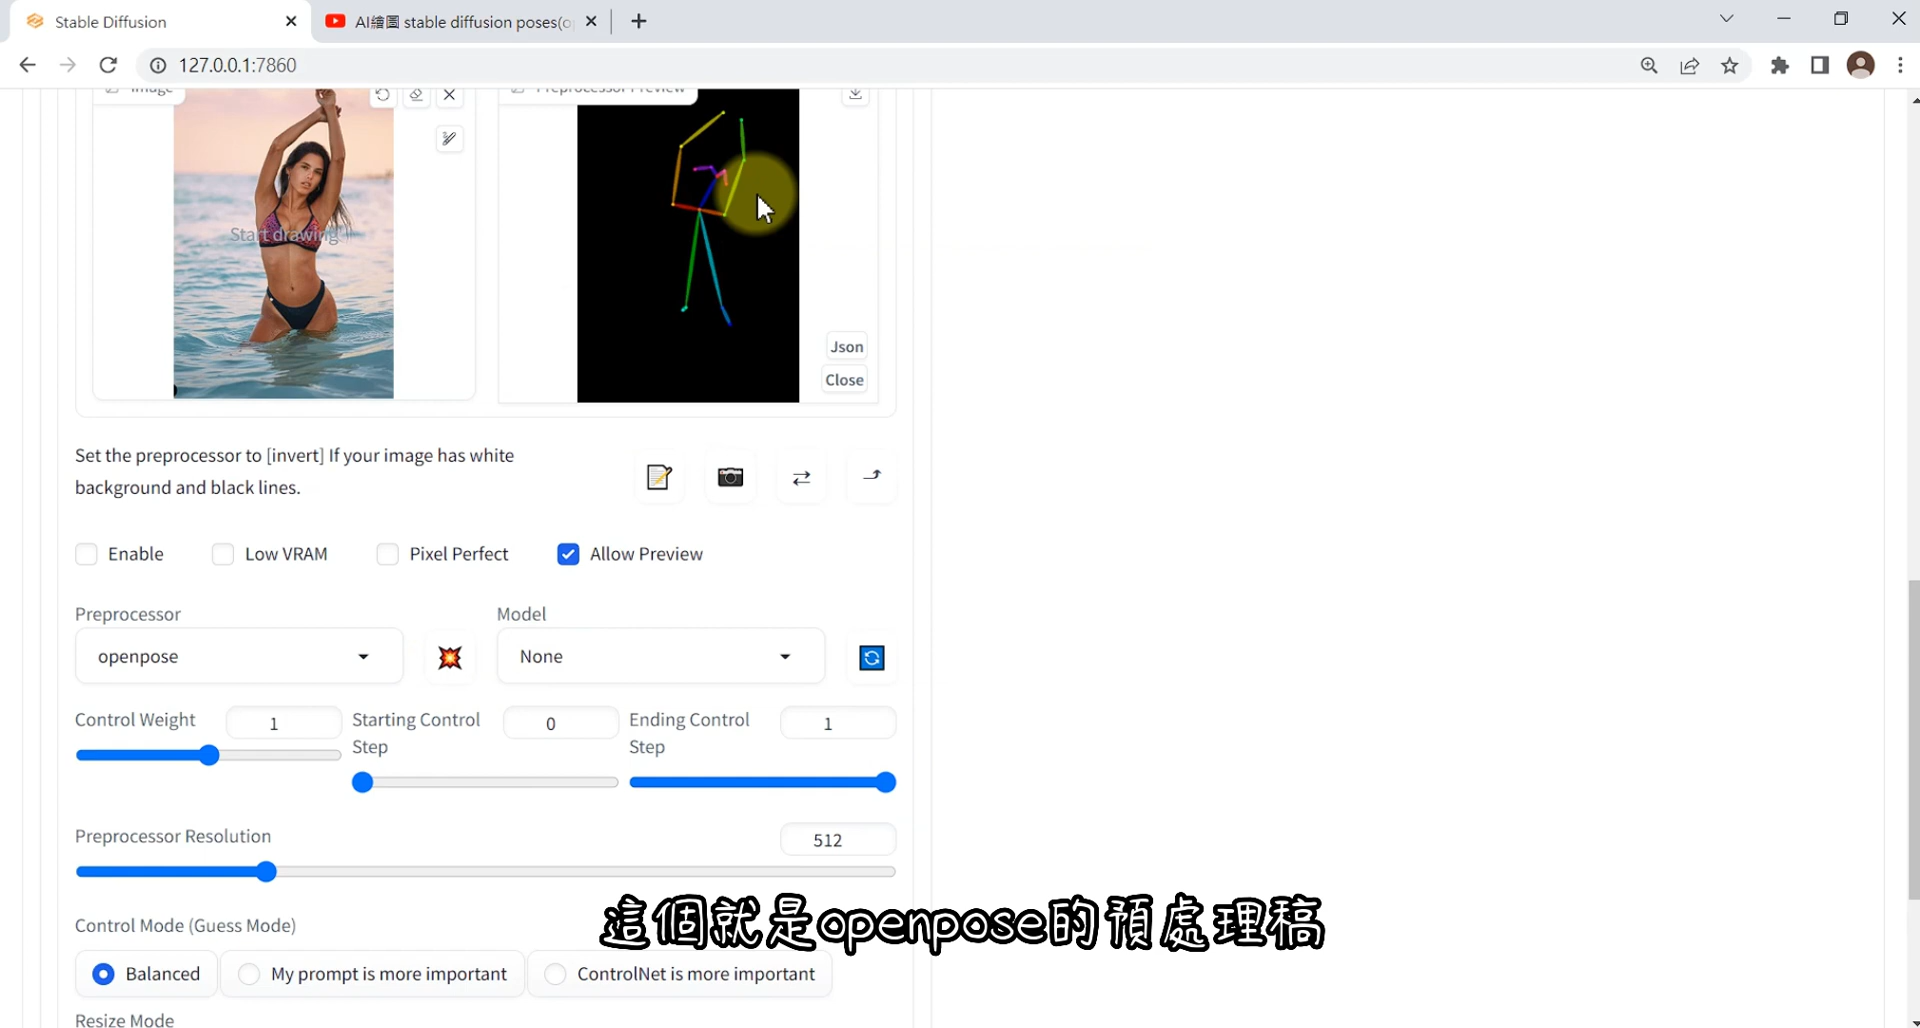 Stable Diffusion
AI繪圖 stable diffusion poses(o
127.0.0.1:7860
Image
Preprocessor Preview
Start drawing
Json
Close
Set the preprocessor to [invert] If your image has white
background and black lines.
Enable
Low VRAM
Pixel Perfect
Allow Preview
Preprocessor
Model
openpose
None
Control Weight
1
Starting Control
Step
0
Ending Control
Step
1
Preprocessor Resolution
512
這個就是openpose的預處理稿
Control Mode (Guess Mode)
Balanced
My prompt is more important
ControlNet is more important
Resize Mode